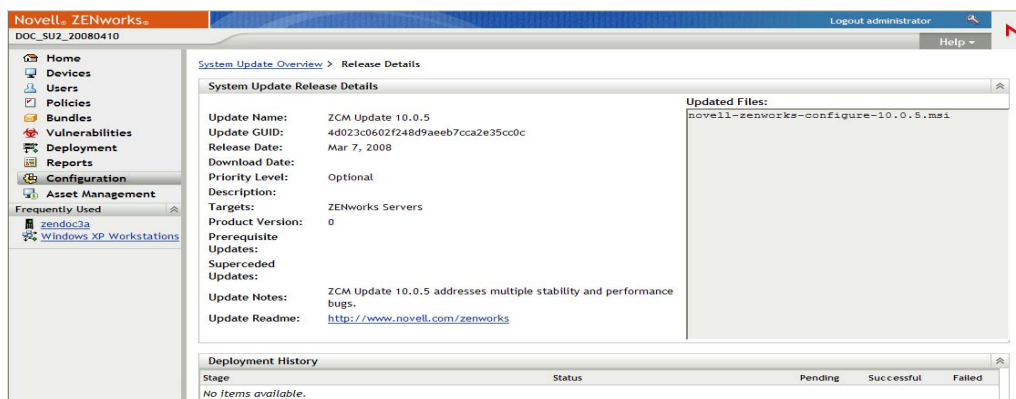 Novell® ZENworks®
Logout administrator
DOC_SU2_20080410
Help
Home
Devices
Users
Policies
Bundles
Vulnerabilities
Deployment
Reports
Configuration
Asset Management
Frequently Used
zendoc3a
Windows XP Workstations
System Update Overview > Release Details
System Update Release Details
Update Name: ZCM Update 10.0.5
Update GUID: 4d023c0602f248d9aeeb7cca2e35cc0c
Release Date: Mar 7, 2008
Download Date:
Priority Level: Optional
Description:
Targets: ZENworks Servers
Product Version: 0
Prerequisite
Updates:
Superceded
Updates:
Update Notes: ZCM Update 10.0.5 addresses multiple stability and performance
bugs.
Update Readme: http://www.novell.com/zenworks
Updated Files:
novell-zenworks-configure-10.0.5.msi
Deployment History
Stage Status Pending Successful Failed
No items available.